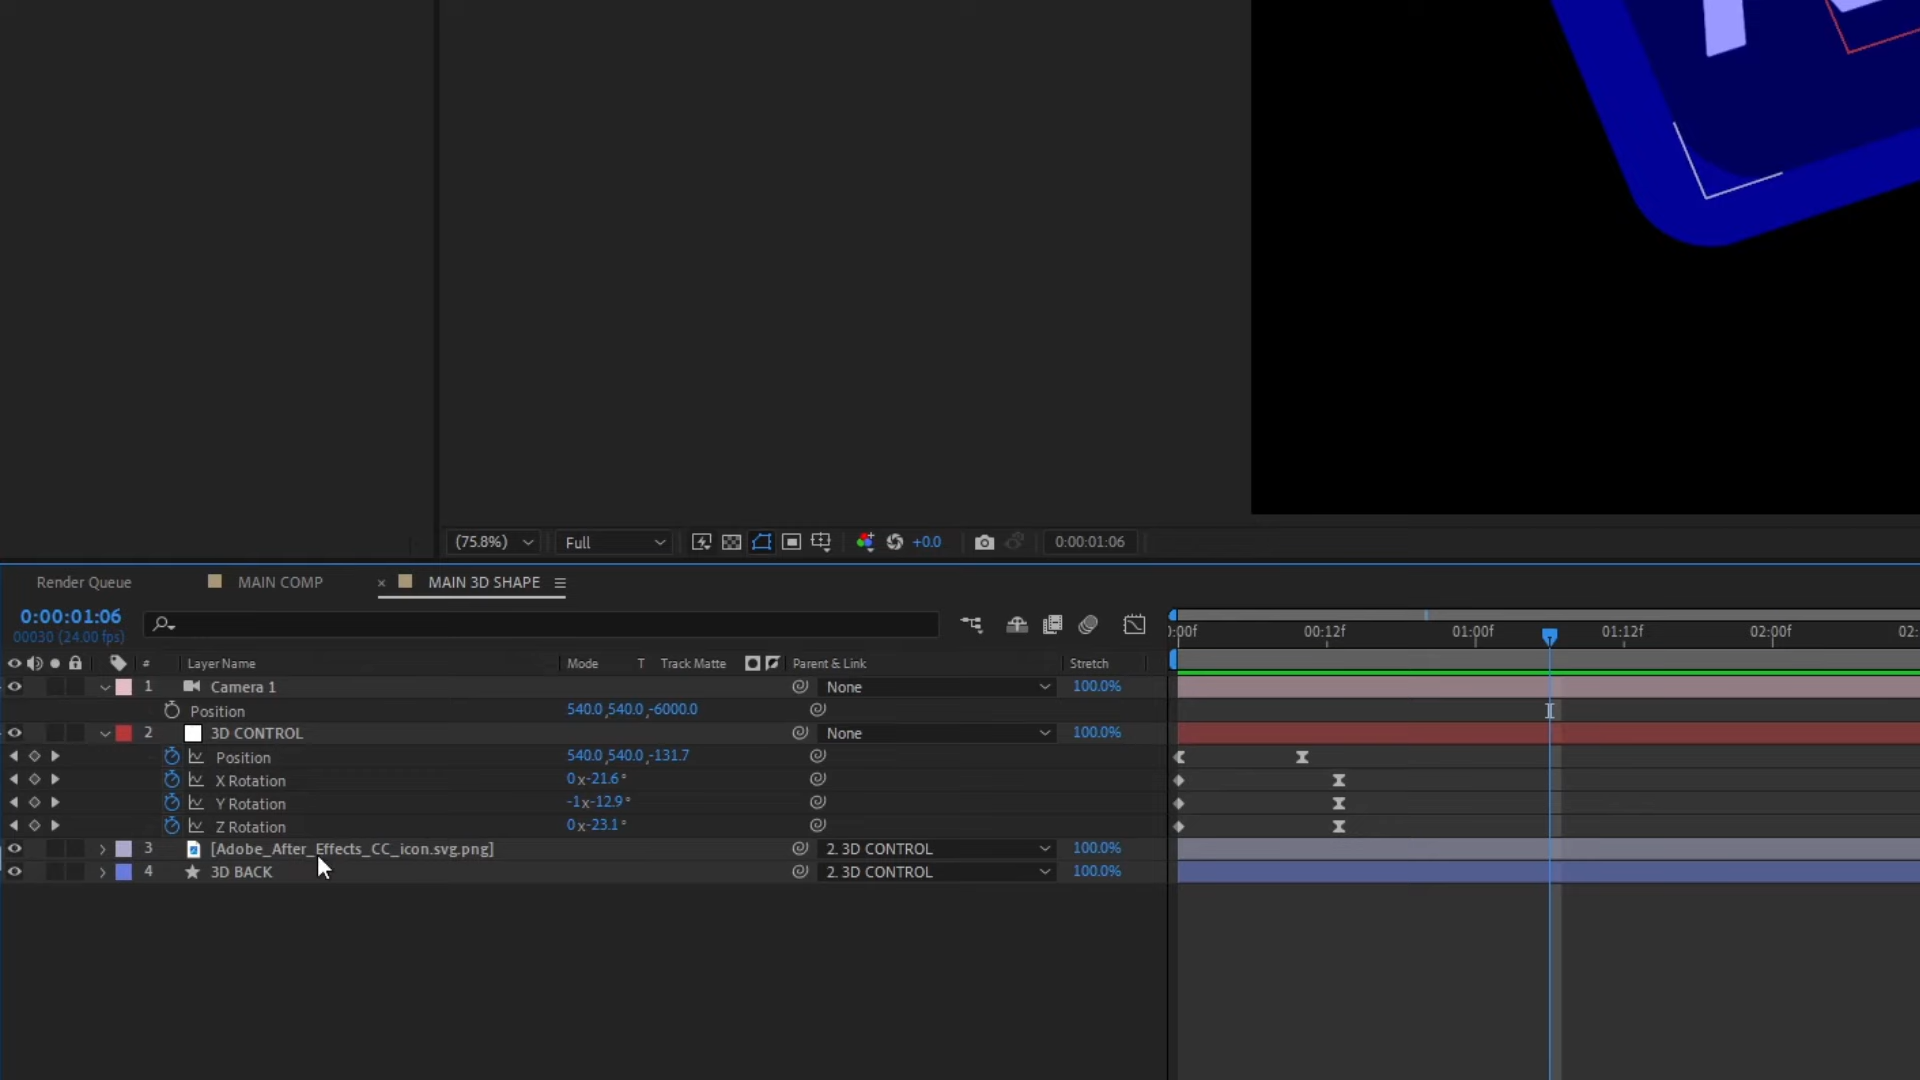 (75.8%) Full +0.0 0:00:01:06
Render Queue MAIN COMP × MAIN 3D SHAPE
0:00:01:06
00030 (24.00 fps)
:00f 00:12f 01:00f 01:12f 02:00f 02:
# Layer Name Mode T Track Matte Parent & Link Stretch
1 Camera 1 None 100.0%
Position 540.0,540.0,-6000.0
2 3D CONTROL None 100.0%
Position 540.0,540.0,-131.7
X Rotation 0x-21.6°
Y Rotation -1x-12.9°
Z Rotation 0x-23.1°
3 [Adobe_After_Effects_CC_icon.svg.png] 2. 3D CONTROL 100.0%
4 3D BACK 2. 3D CONTROL 100.0%